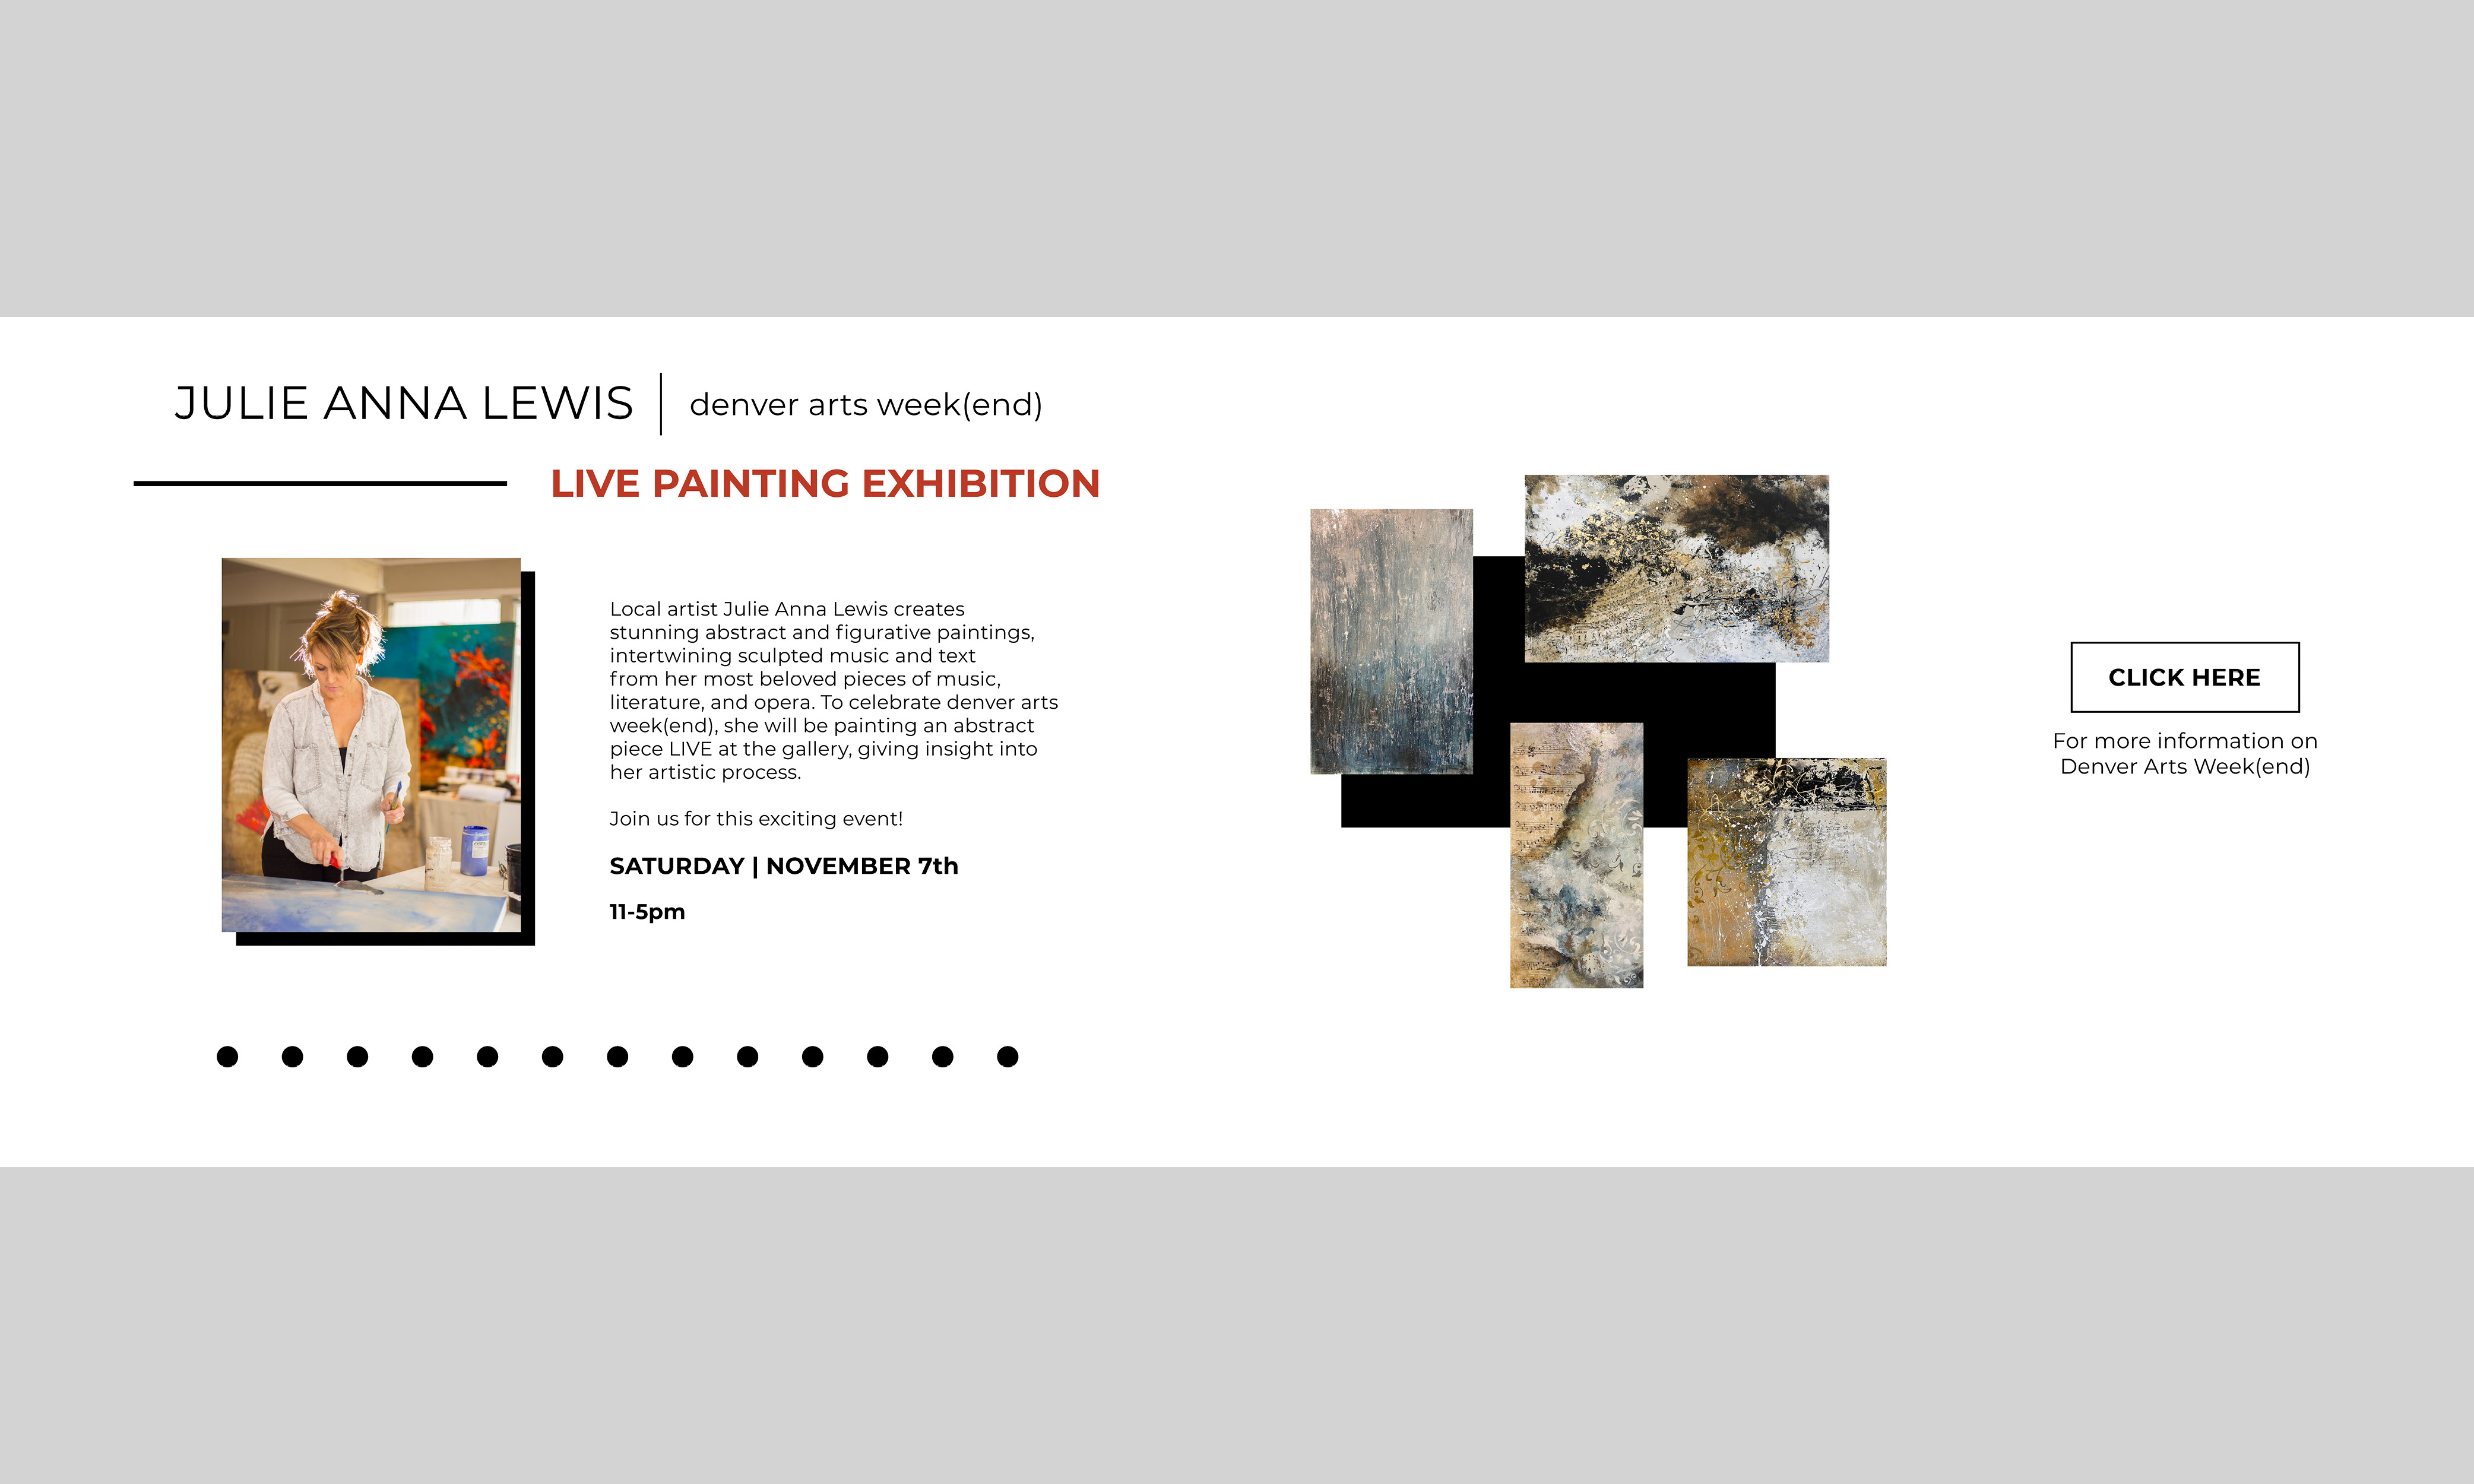 JULIE ANNA LEWIS | denver arts week(end)
LIVE PAINTING EXHIBITION
Local artist Julie Anna Lewis creates
stunning abstract and figurative paintings,
intertwining sculpted music and text
from her most beloved pieces of music,
literature, and opera. To celebrate denver arts
week(end), she will be painting an abstract
piece LIVE at the gallery, giving insight into
her artistic process.
Join us for this exciting event!
SATURDAY | NOVEMBER 7th
11-5pm
CLICK HERE
For more information on
Denver Arts Week(end)